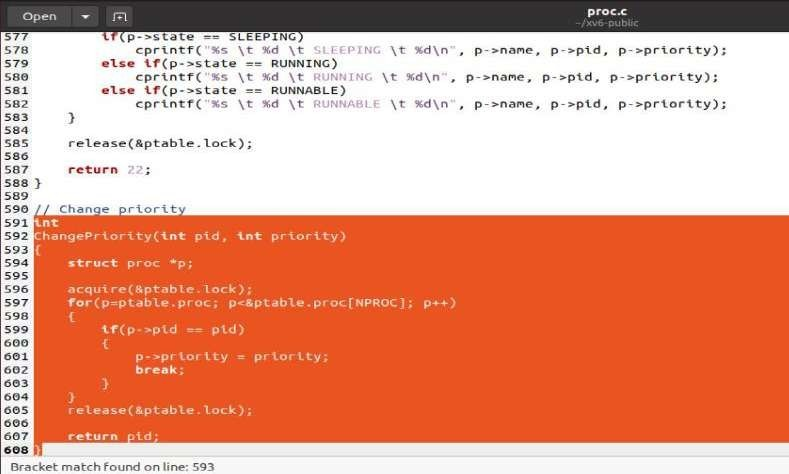 Open
proc.c
~/xv6-public
577 if(p->state == SLEEPING)
578 cprintf("%s \t %d \t SLEEPING \t %d\n", p->name, p->pid, p->priority);
579 else if(p->state == RUNNING)
580 cprintf("%s \t %d \t RUNNING \t %d\n", p->name, p->pid, p->priority);
581 else if(p->state == RUNNABLE)
582 cprintf("%s \t %d \t RUNNABLE \t %d\n", p->name, p->pid, p->priority);
583 }
584
585 release(&ptable.lock);
586
587 return 22;
588 }
589
590 // Change priority
591 int
592 ChangePriority(int pid, int priority)
593 {
594 struct proc *p;
595
596 acquire(&ptable.lock);
597 for(p=ptable.proc; p<&ptable.proc[NPROC]; p++)
598 {
599 if(p->pid == pid)
600 {
601 p->priority = priority;
602 break;
603 }
604 }
605 release(&ptable.lock);
606
607 return pid;
608 }
Bracket match found on line: 593